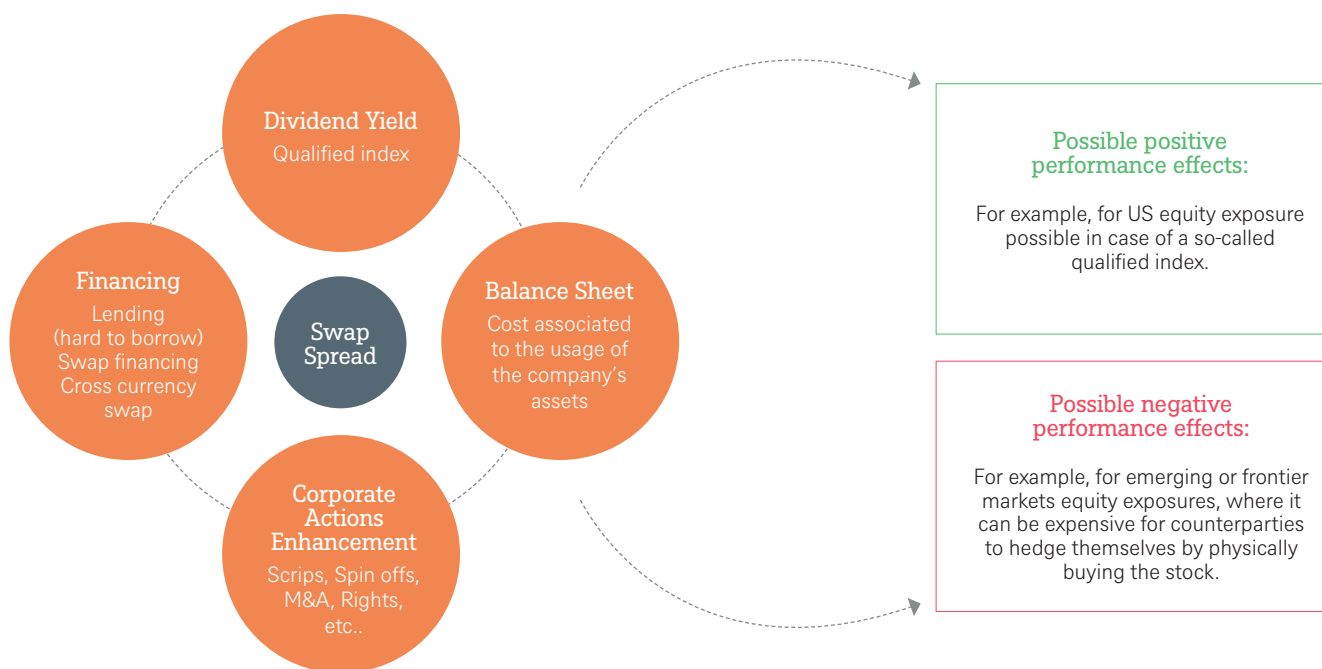 Dividend Yield
Qualified index
Financing
Lending
(hard to borrow)
Swap financing
Cross currency
swap
Swap
Spread
Balance Sheet
Cost associated
to the usage of
the company's
assets
Corporate
Actions
Enhancement
Scrips, Spin offs,
M&A, Rights,
etc..
Possible positive
performance effects:
For example, for US equity exposure
possible in case of a so-called
qualified index.
Possible negative
performance effects:
For example, for emerging or frontier
markets equity exposures, where it
can be expensive for counterparties
to hedge themselves by physically
buying the stock.